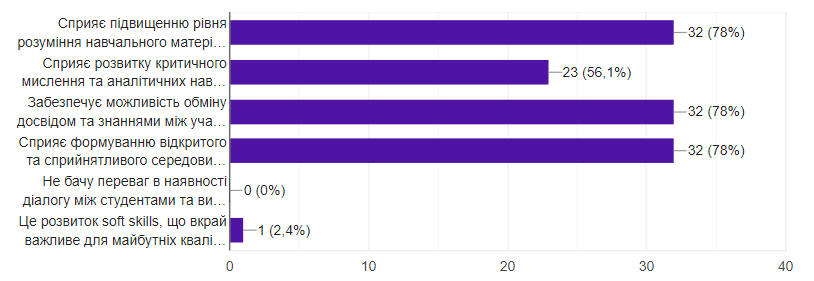 Сприяє підвищенню рівня
розуміння навчального матері…
32 (78%)
Сприяє розвитку критичного
мислення та аналітичних нав…
23 (56,1%)
Забезпечує можливість обміну
досвідом та знаннями між уча…
32 (78%)
Сприяє формуванню відкритого
та сприйнятливого середови…
32 (78%)
Не бачу переваг в наявності
діалогу між студентами та ви…
0 (0%)
Це розвиток soft skills, що вкрай
важливе для майбутніх квалі…
1 (2,4%)
0 10 20 30 40